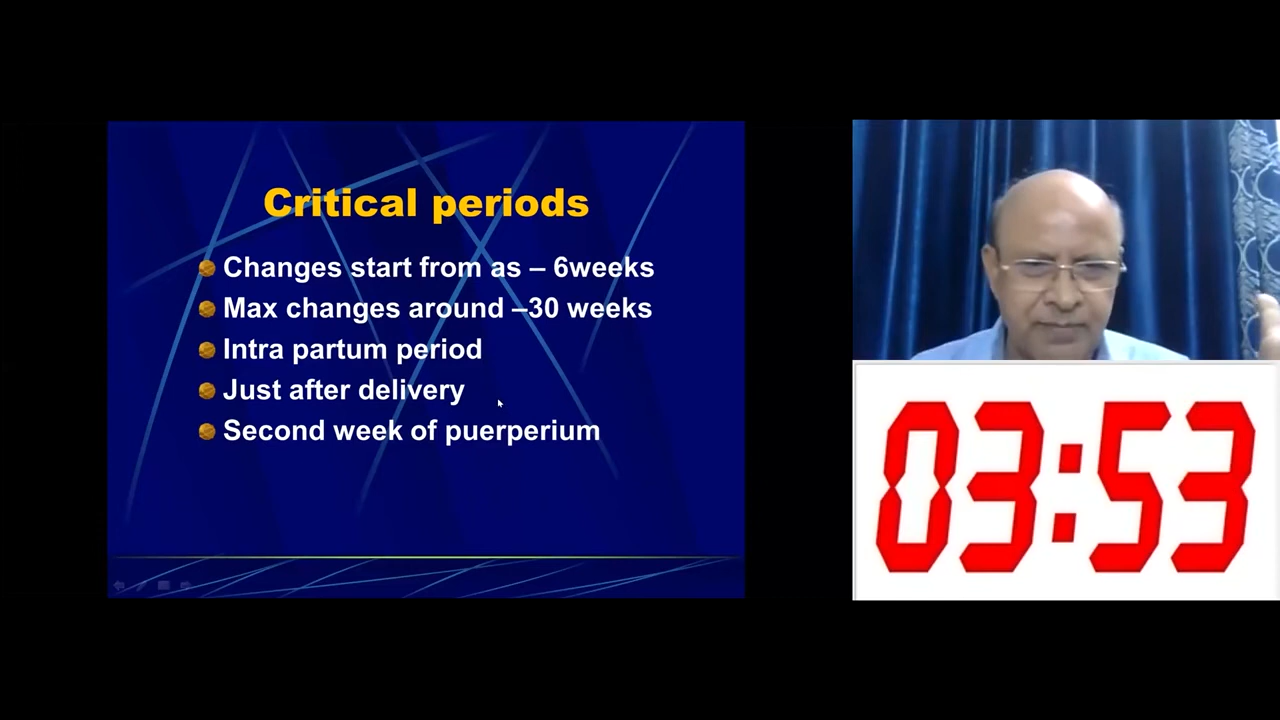 Critical periods
Changes start from as – 6weeks
Max changes around –30 weeks
Intra partum period
Just after delivery
Second week of puerperium
03:53